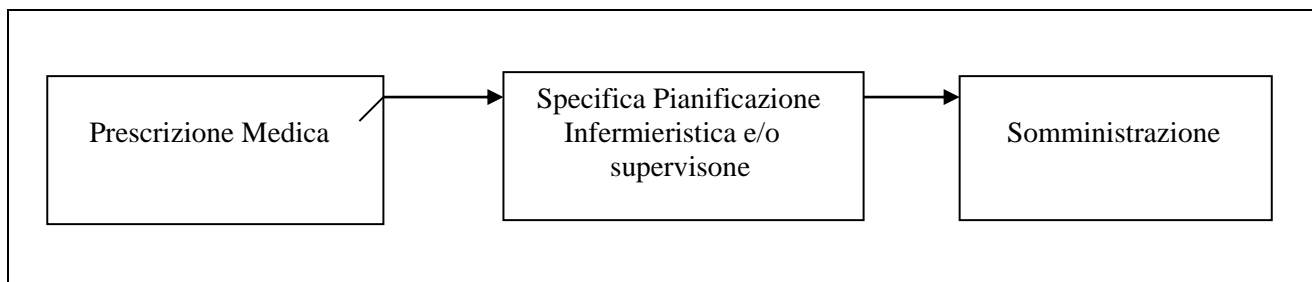 Prescrizione Medica
Specifica Pianificazione
Infermieristica e/o
supervisone
Somministrazione